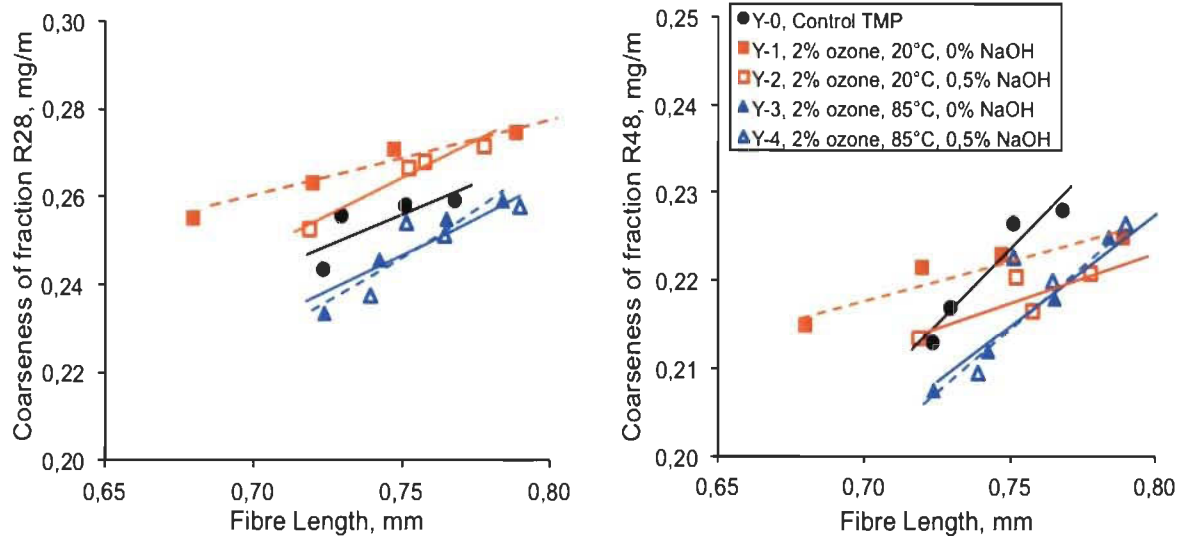 Coarseness of fraction R28, mg/m
0,30
0,28
0,26
0,24
0,22
0,20
0,65
0,70
0,75
0,80
Fibre Length, mm
Coarseness of fraction R48, mg/m
0,25
0,24
0,23
0,22
0,21
0,20
0,65
0,70
0,75
0,80
Fibre Length, mm
Y-0, Control TMP
Y-1, 2% ozone, 20°C, 0% NaOH
Y-2, 2% ozone, 20°C, 0,5% NaOH
Y-3, 2% ozone, 85°C, 0% NaOH
Y-4, 2% ozone, 85°C, 0,5% NaOH